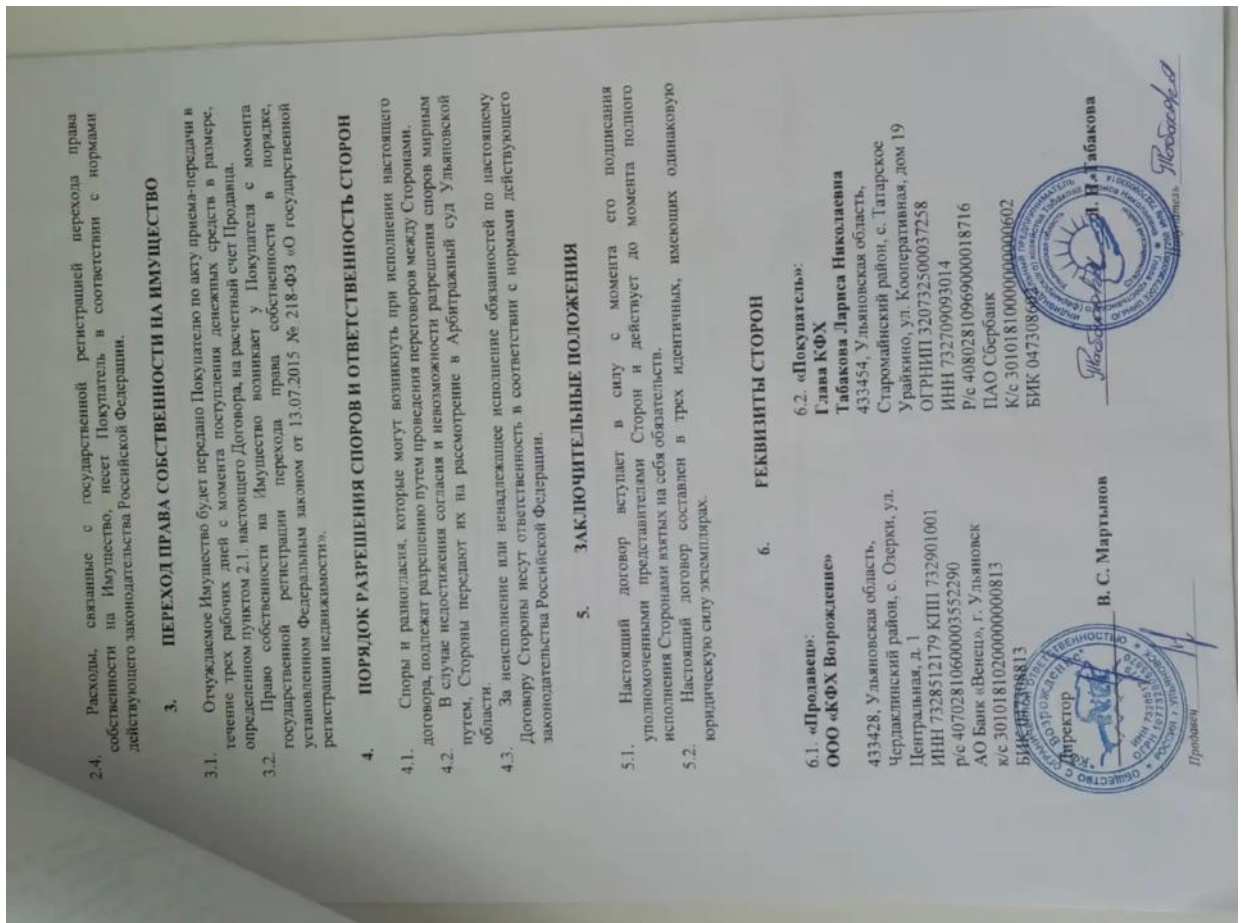 2.4. Расходы, связанные с государственной регистрацией перехода права
собственности на Имущество, несет Покупатель в соответствии с нормами
действующего законодательства Российской Федерации.
3. ПЕРЕХОД ПРАВА СОБСТВЕННОСТИ НА ИМУЩЕСТВО
3.1. Отчуждаемое Имущество будет передано Покупателю по акту приема-передачи в
течение трех рабочих дней с момента поступления денежных средств в размере,
определенном пунктом 2.1. настоящего Договора, на расчетный счет Продавца.
3.2. Право собственности на Имущество возникает у Покупателя с момента
государственной регистрации перехода права собственности в порядке,
установленном Федеральным законом от 13.07.2015 № 218-ФЗ «О государственной
регистрации недвижимости».
4. ПОРЯДОК РАЗРЕШЕНИЯ СПОРОВ И ОТВЕТСТВЕННОСТЬ СТОРОН
4.1. Споры и разногласия, которые могут возникнуть при исполнении настоящего
договора, подлежат разрешению путем проведения переговоров между Сторонами.
4.2. В случае недостижения согласия и невозможности разрешения споров мирным
путем, Стороны передают их на рассмотрение в Арбитражный суд Ульяновской
области.
4.3. За неисполнение или ненадлежащее исполнение обязанностей по настоящему
Договору Стороны несут ответственность в соответствии с нормами действующего
законодательства Российской Федерации.
5. ЗАКЛЮЧИТЕЛЬНЫЕ ПОЛОЖЕНИЯ
5.1. Настоящий договор вступает в силу с момента его подписания
уполномоченными представителями Сторон и действует до момента полного
исполнения Сторонами взятых на себя обязательств.
5.2. Настоящий договор составлен в трех идентичных, имеющих одинаковую
юридическую силу экземплярах.
6. РЕКВИЗИТЫ СТОРОН
6.1. «Продавец»:
ООО «КФХ Возрождение»
433428, Ульяновская область,
Чердаклинский район, с. Озерки, ул.
Центральная, д. 1
ИНН 7328512179 КПП 732901001
р/с 40702810600003552290
АО Банк «Венец», г. Ульяновск
к/с 30101810200000000813
БИК 047308813
Директор
В. С. Мартынов
Продавец
6.2. «Покупатель»:
Глава КФХ
Табакова Лариса Николаевна
433454, Ульяновская область,
Старомайнский район, с. Татарское
Урайкино, ул. Кооперативная, дом 19
ОГРНИП 320732500037258
ИНН 732709093014
Р/с 40802810969000018716
ПАО Сбербанк
К/с 30101810000000000602
БИК 047308602
Л. Н. Табакова
Покупатель